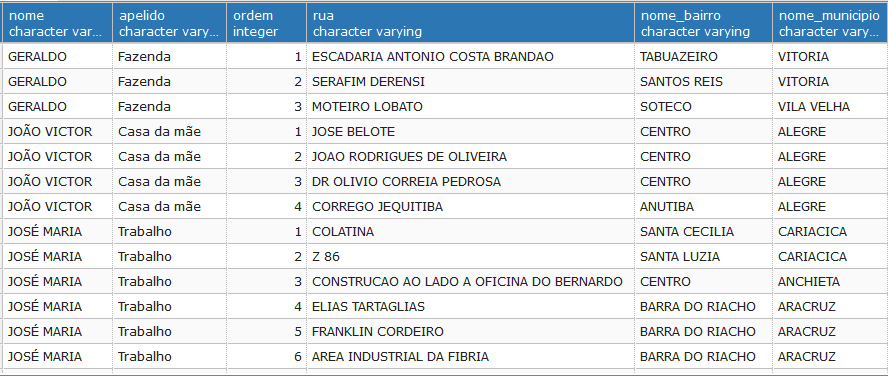 nome apelido ordem rua nome_bairro nome_municipio
character var... character vary... integer character varying character varying character vary...
GERALDO Fazenda 1 ESCADARIA ANTONIO COSTA BRANDAO TABUAZEIRO VITORIA
GERALDO Fazenda 2 SERAFIM DERENSI SANTOS REIS VITORIA
GERALDO Fazenda 3 MOTEIRO LOBATO SOTECO VILA VELHA
JOÃO VICTOR Casa da mãe 1 JOSE BELOTE CENTRO ALEGRE
JOÃO VICTOR Casa da mãe 2 JOAO RODRIGUES DE OLIVEIRA CENTRO ALEGRE
JOÃO VICTOR Casa da mãe 3 DR OLIVIO CORREIA PEDROSA CENTRO ALEGRE
JOÃO VICTOR Casa da mãe 4 CORREGO JEQUITIBA ANUTIBA ALEGRE
JOSÉ MARIA Trabalho 1 COLATINA SANTA CECILIA CARIACICA
JOSÉ MARIA Trabalho 2 Z 86 SANTA LUZIA CARIACICA
JOSÉ MARIA Trabalho 3 CONSTRUCAO AO LADO A OFICINA DO BERNARDO CENTRO ANCHIETA
JOSÉ MARIA Trabalho 4 ELIAS TARTAGLIAS BARRA DO RIACHO ARACRUZ
JOSÉ MARIA Trabalho 5 FRANKLIN CORDEIRO BARRA DO RIACHO ARACRUZ
JOSÉ MARIA Trabalho 6 AREA INDUSTRIAL DA FIBRIA BARRA DO RIACHO ARACRUZ